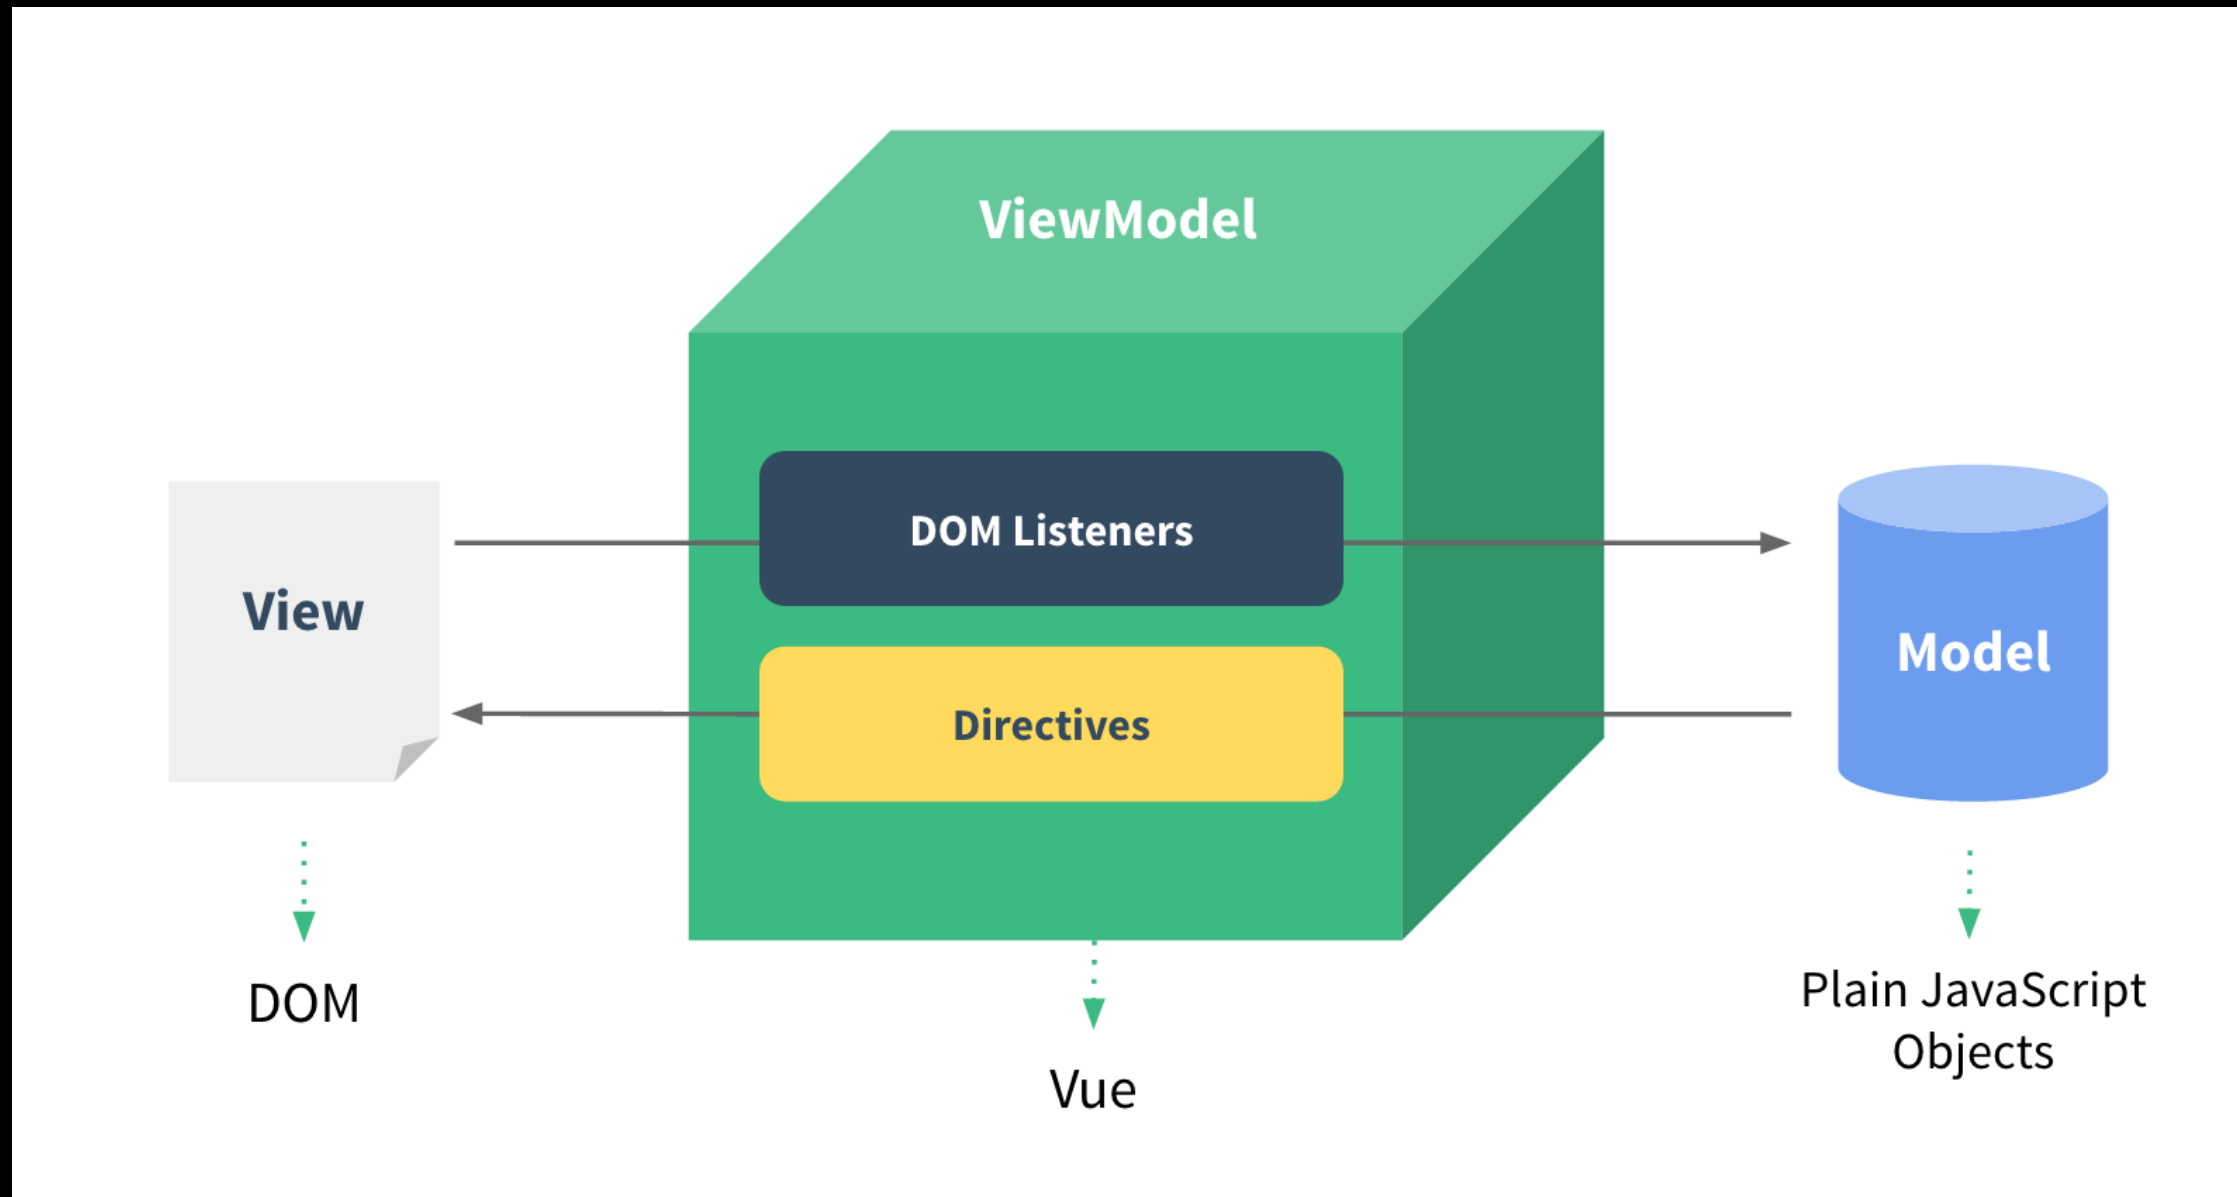 ViewModel
DOM Listeners
View
Model
Directives
DOM
Plain JavaScript
Objects
Vue